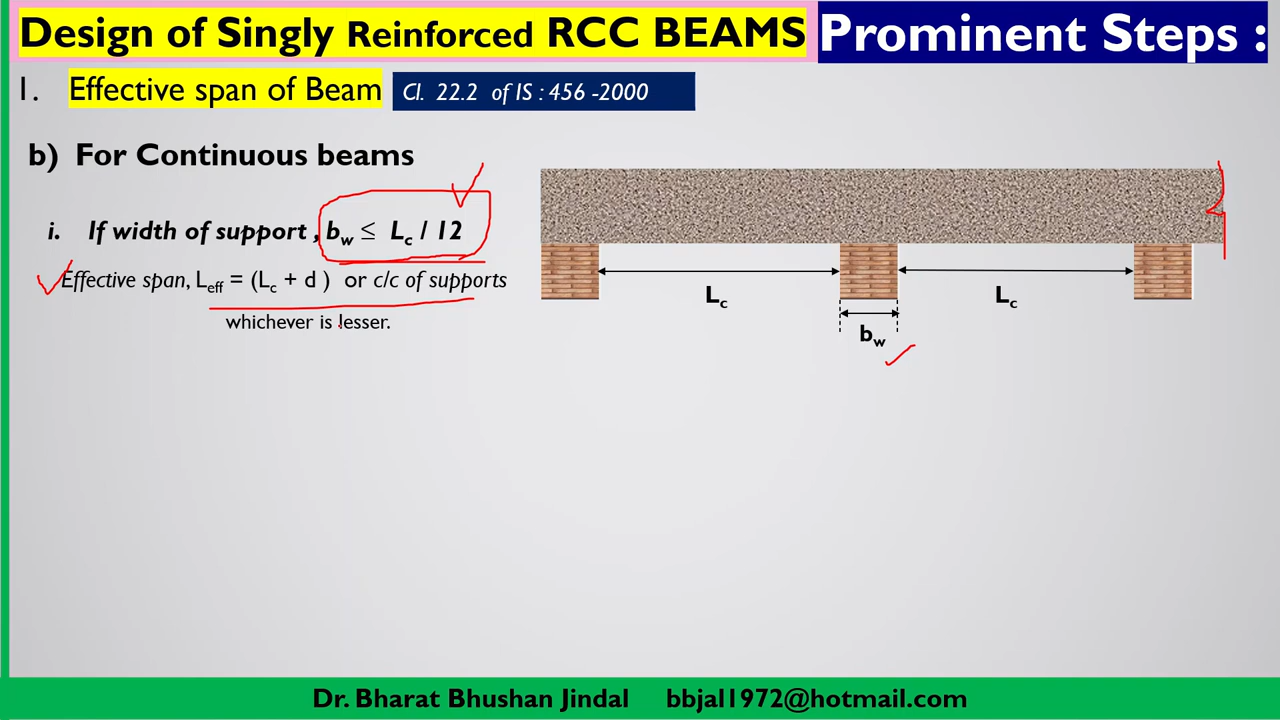 Design of Singly Reinforced RCC BEAMS Prominent Steps :
1. Effective span of Beam Cl. 22.2 of IS : 456 -2000
b) For Continuous beams
i. If width of support , bw ≤ Lc / 12
Effective span, Leff = (Lc + d ) or c/c of supports
whichever is lesser.
Lc Lc
bw
Dr. Bharat Bhushan Jindal bbjal1972@hotmail.com